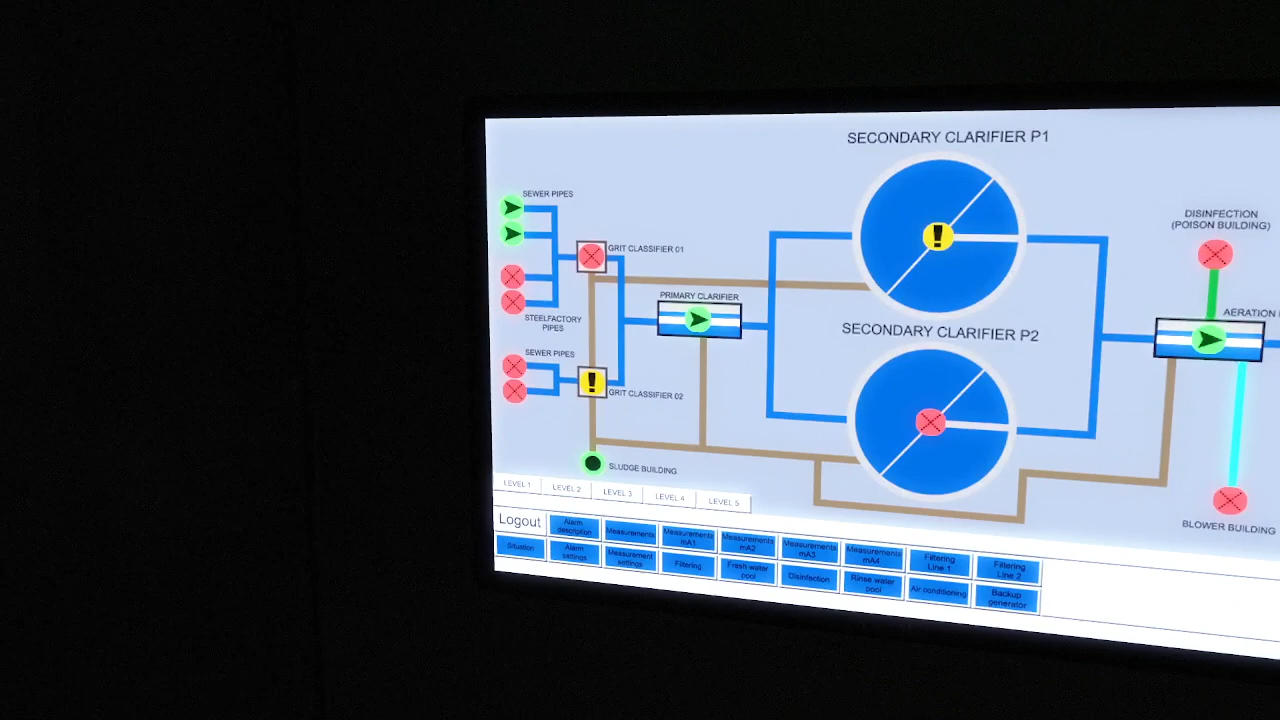 SECONDARY CLARIFIER P1
SEWER PIPES
DISINFECTION
(POISON BUILDING)
GRIT CLASSIFIER 01
PRIMARY CLARIFIER
AERATION
STEELFACTORY
PIPES
SECONDARY CLARIFIER P2
SEWER PIPES
GRIT CLASSIFIER 02
SLUDGE BUILDING
BLOWER BUILDING
LEVEL 1
LEVEL 2
LEVEL 3
LEVEL 4
LEVEL 5
Logout
Alarm
description
Measurements
Measurements
mA1
Measurements
mA2
Measurements
mA3
Measurements
mA4
Filtering
Line 1
Filtering
Line 2
Situation
Alarm
settings
Measurement
settings
Filtering
Fresh water
pool
Disinfection
Rinse water
pool
Air conditioning
Backup
generator